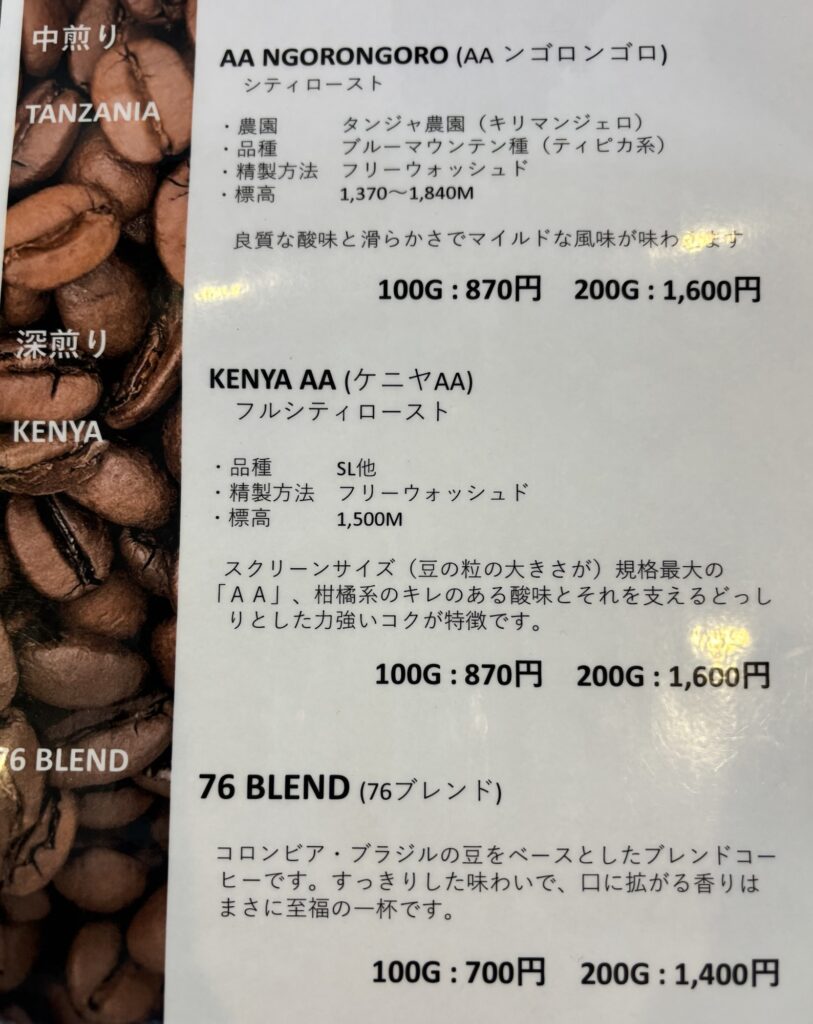 中煎り
TANZANIA
AA NGORONGORO (AA ンゴロンゴロ)
シティロースト
・農園 タンジャ農園（キリマンジェロ）
・品種 ブルーマウンテン種（ティピカ系）
・精製方法 フリーウォッシュド
・標高 1,370～1,840M
良質な酸味と滑らかさでマイルドな風味が味わえます
100G : 870円 200G : 1,600円
深煎り
KENYA
KENYA AA (ケニヤAA)
フルシティロースト
・品種 SL他
・精製方法 フリーウォッシュド
・標高 1,500M
スクリーンサイズ（豆の粒の大きさが）規格最大の
「ＡＡ」、柑橘系のキレのある酸味とそれを支えるどっし
りとした力強いコクが特徴です。
100G : 870円 200G : 1,600円
76 BLEND
76 BLEND (76ブレンド)
コロンビア・ブラジルの豆をベースとしたブレンドコー
ヒーです。すっきりした味わいで、口に拡がる香りは
まさに至福の一杯です。
100G : 700円 200G : 1,400円